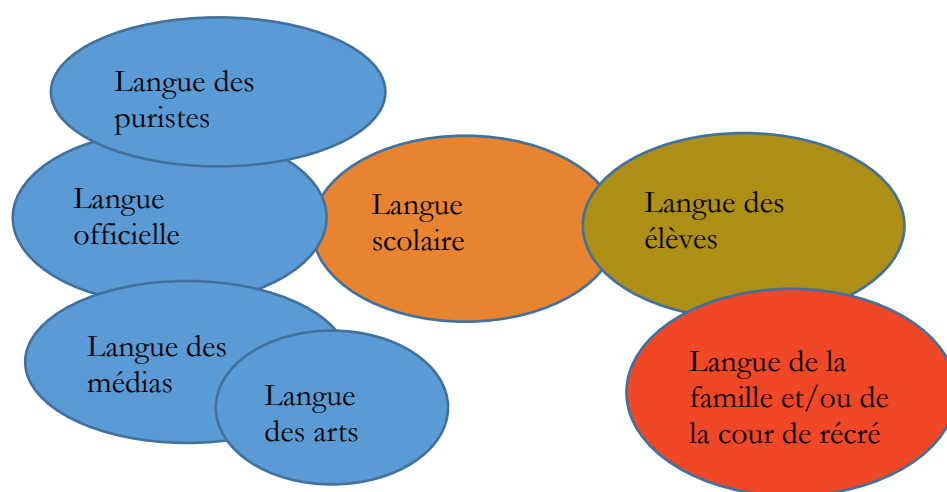 Langue des
puristes
Langue
officielle
Langue
scolaire
Langue des
élèves
Langue des
médias
Langue
des arts
Langue de la
famille et/ou de
la cour de récré